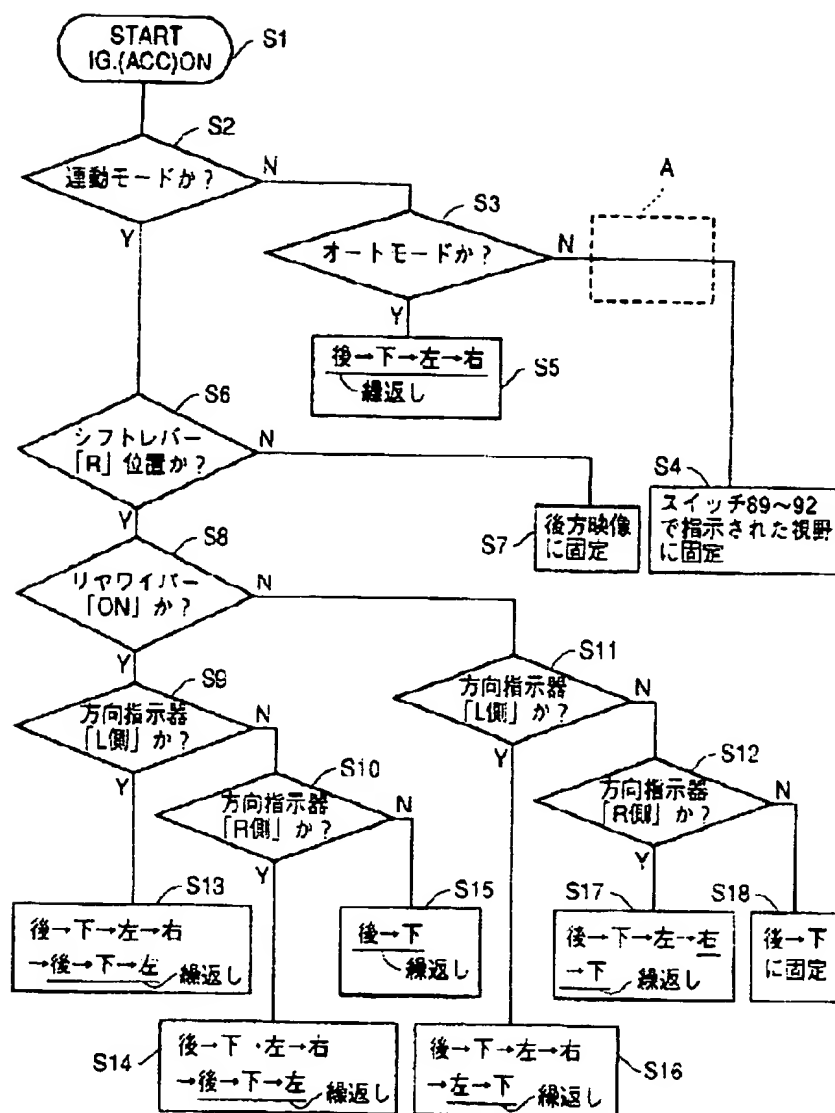 START
IG.(ACC)ON
S1
S2
連動モードか?
N
Y
S3
オートモードか?
N
Y
A
後→下→左→右
繰返し
S5
S6
シフトレバー
「R」位置か?
N
Y
S7
後方映像
に固定
S4
スイッチ89~92
で指示された視野
に固定
S8
リヤワイパー
「ON」か?
N
Y
S9
方向指示器
「L側」か?
N
Y
S11
方向指示器
「L側」か?
N
Y
S10
方向指示器
「R側」か?
N
Y
S12
方向指示器
「R側」か?
N
Y
S13
後→下→左→右
→後→下→左
繰返し
S15
後→下
繰返し
S17
後→下→左→右
→下
繰返し
S18
後→下
に固定
S14
後→下・左→右
→後→下→左
繰返し
S16
後→下→左→右
→左→下
繰返し